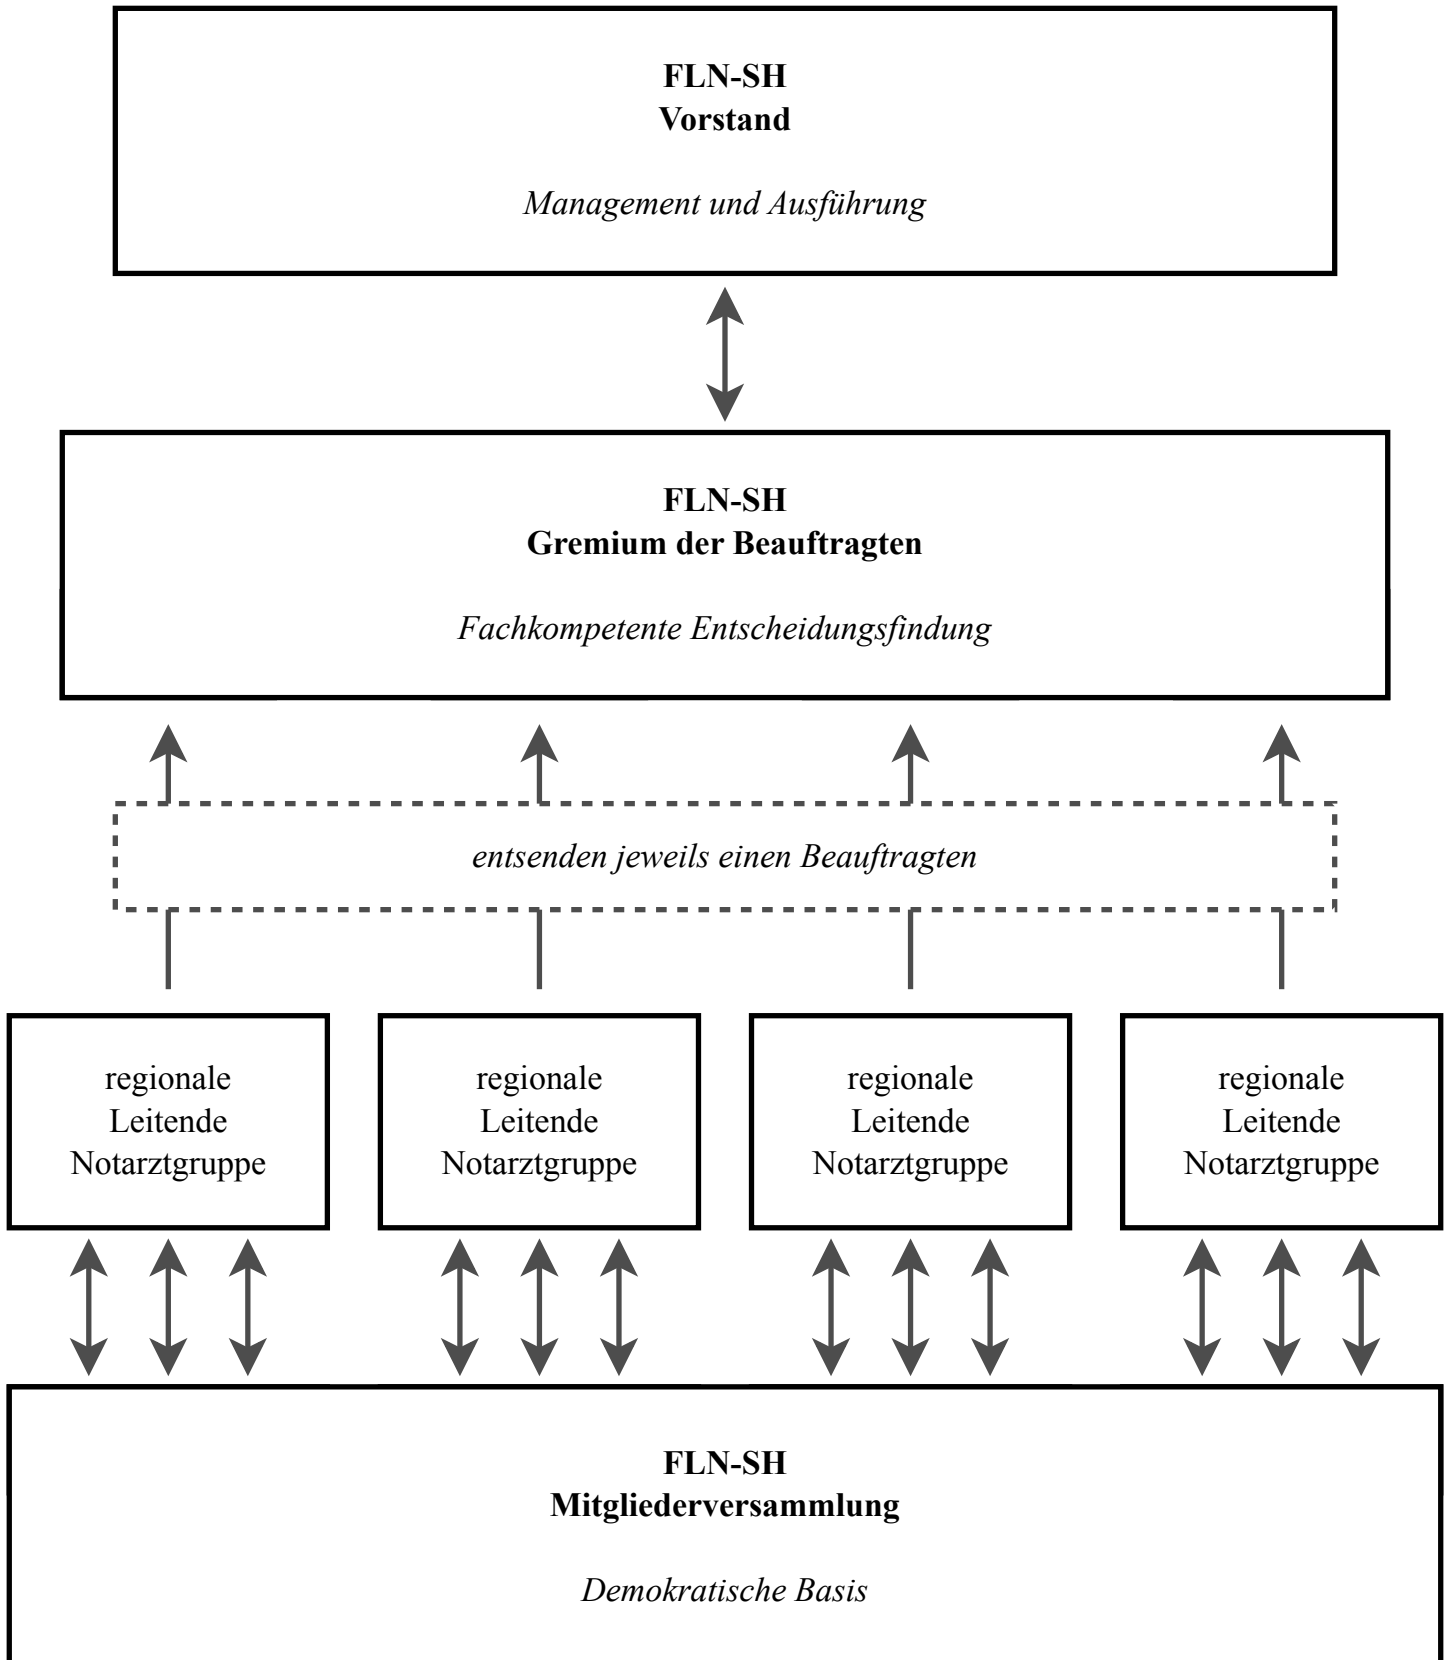 FLN-SH
Vorstand
Management und Ausführung
FLN-SH
Gremium der Beauftragten
Fachkompetente Entscheidungsfindung
entsenden jeweils einen Beauftragten
regionale
Leitende
Notarztgruppe
regionale
Leitende
Notarztgruppe
regionale
Leitende
Notarztgruppe
regionale
Leitende
Notarztgruppe
FLN-SH
Mitgliederversammlung
Demokratische Basis